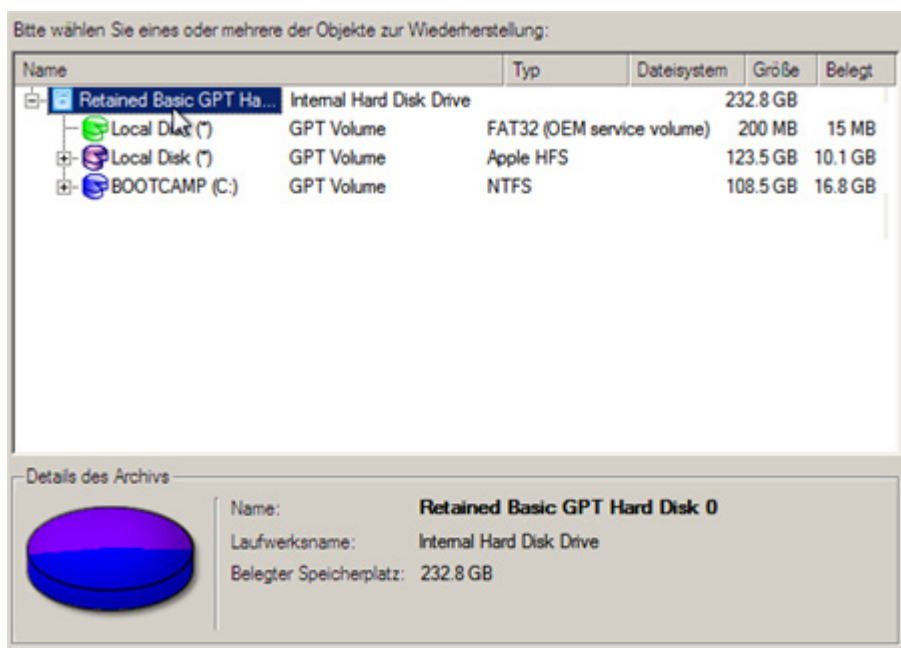 Bitte wählen Sie eines oder mehrere der Objekte zur Wiederherstellung:
Name Typ Dateisystem Größe Belegt
Retained Basic GPT Ha... Internal Hard Disk Drive 232.8 GB
Local Disk (*) GPT Volume FAT32 (OEM service volume) 200 MB 15 MB
Local Disk (*) GPT Volume Apple HFS 123.5 GB 10.1 GB
BOOTCAMP (C:) GPT Volume NTFS 108.5 GB 16.8 GB
Details des Archivs
Name: Retained Basic GPT Hard Disk 0
Laufwerksname: Internal Hard Disk Drive
Belegter Speicherplatz: 232.8 GB